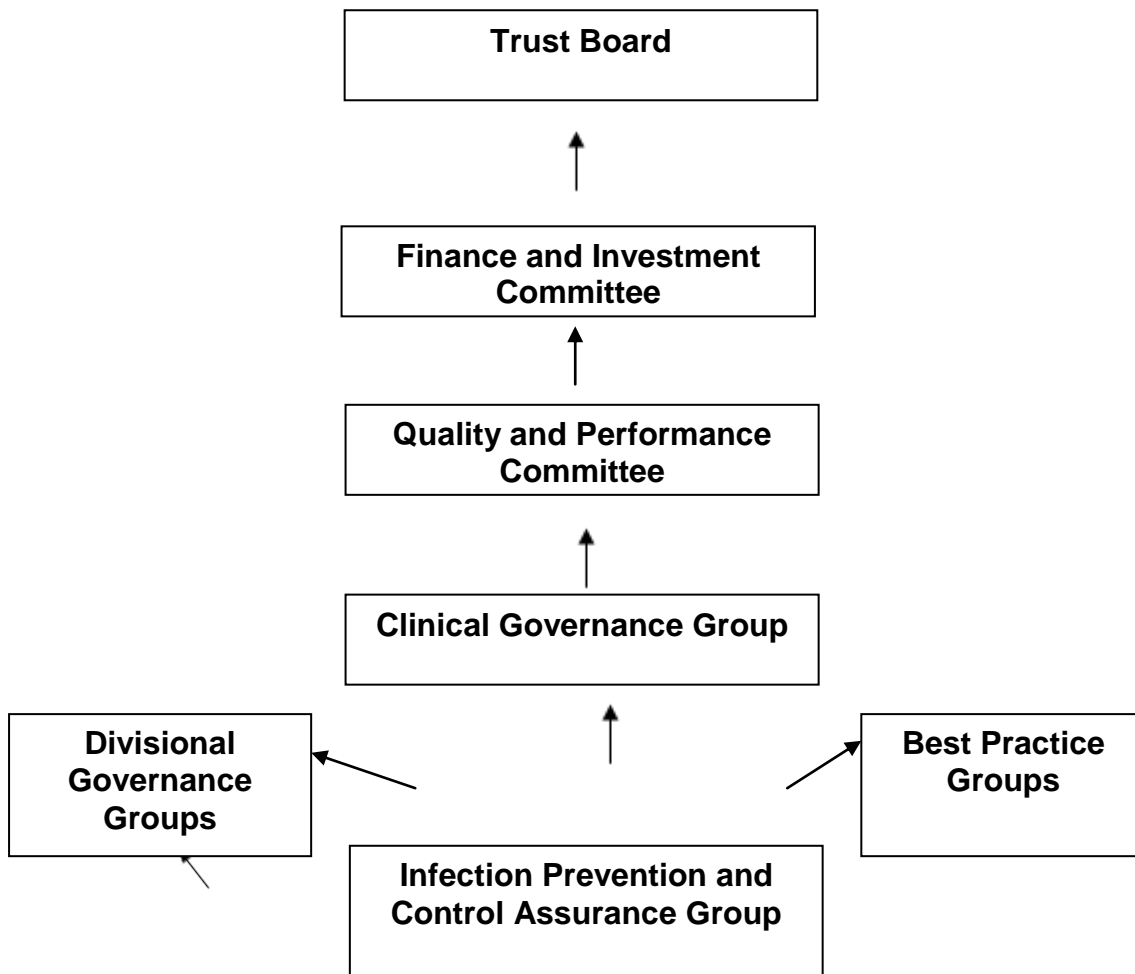 Trust Board
Finance and Investment
Committee
Quality and Performance
Committee
Clinical Governance Group
Divisional
Governance
Groups
Best Practice
Groups
Infection Prevention and
Control Assurance Group